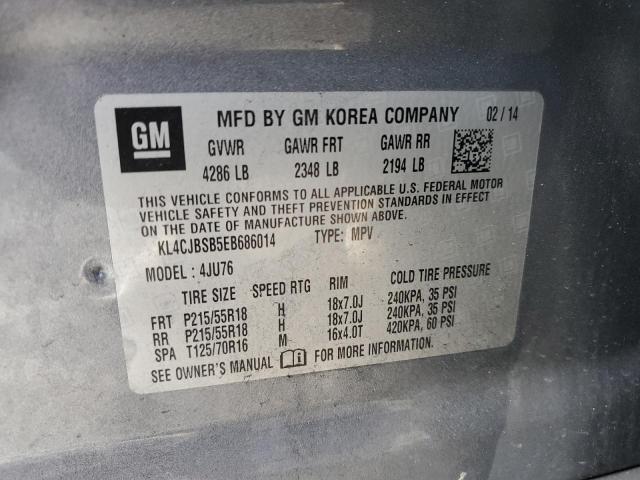 GM
MFD BY GM KOREA COMPANY 02/14
GVWR GAWR FRT GAWR RR
4286 LB 2348 LB 2194 LB
THIS VEHICLE CONFORMS TO ALL APPLICABLE U.S. FEDERAL MOTOR
VEHICLE SAFETY AND THEFT PREVENTION STANDARDS IN EFFECT
ON THE DATE OF MANUFACTURE SHOWN ABOVE.
KL4CJBSB5EB686014 TYPE: MPV
MODEL : 4JU76
TIRE SIZE SPEED RTG RIM COLD TIRE PRESSURE
FRT P215/55R18 H 18x7.0J 240KPA, 35 PSI
RR P215/55R18 H 18x7.0J 240KPA, 35 PSI
SPA T125/70R16 M 16x4.0T 420KPA, 60 PSI
SEE OWNER'S MANUAL FOR MORE INFORMATION.